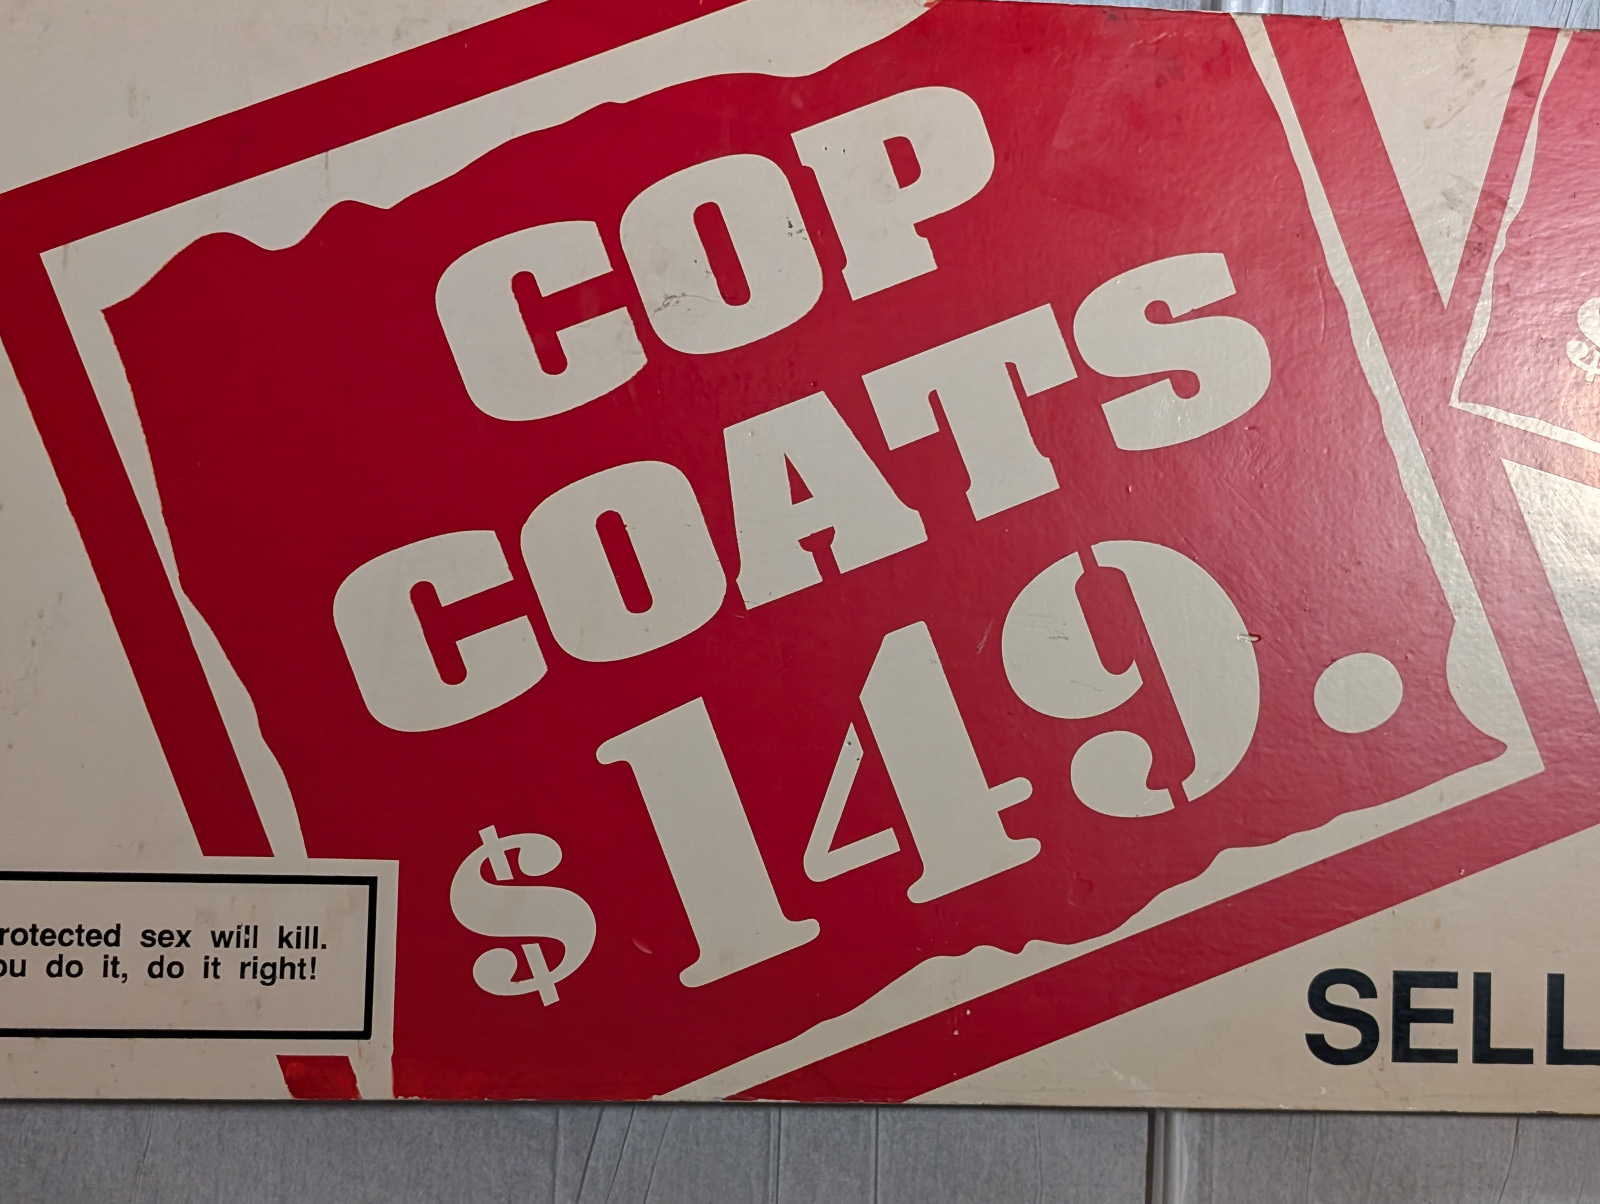 COP
COATS
$149.
$
rotected sex will kill.
ou do it, do it right!
SELL